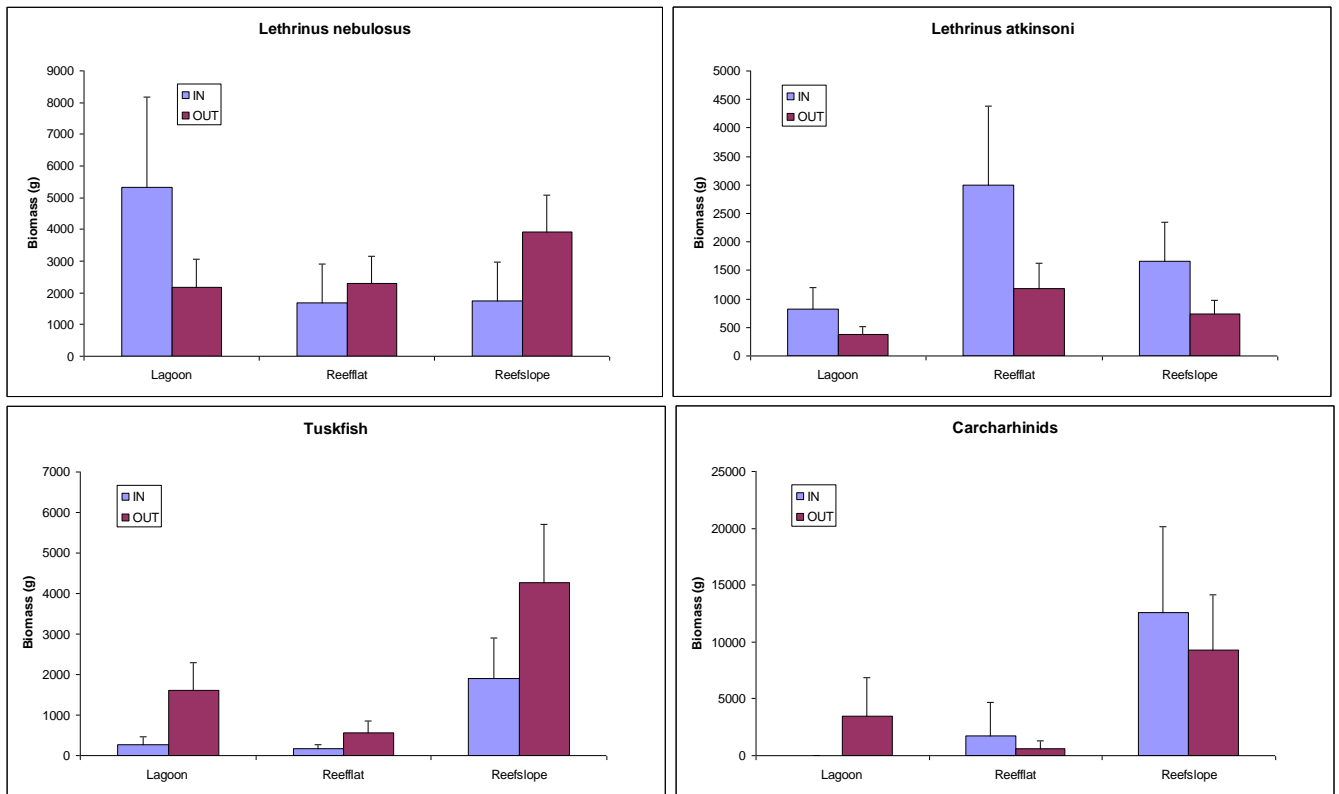 Lethrinus nebulosus
9000
8000
7000
6000
5000
4000
3000
2000
1000
0
Biomass (g)
IN
OUT
Lagoon Reefflat Reefslope
Lethrinus atkinsoni
5000
4500
4000
3500
3000
2500
2000
1500
1000
500
0
Biomass (g)
IN
OUT
Lagoon Reefflat Reefslope
Tuskfish
7000
6000
5000
4000
3000
2000
1000
0
Biomass (g)
IN
OUT
Lagoon Reefflat Reefslope
Carcharhinids
25000
20000
15000
10000
5000
0
Biomass (g)
IN
OUT
Lagoon Reefflat Reefslope